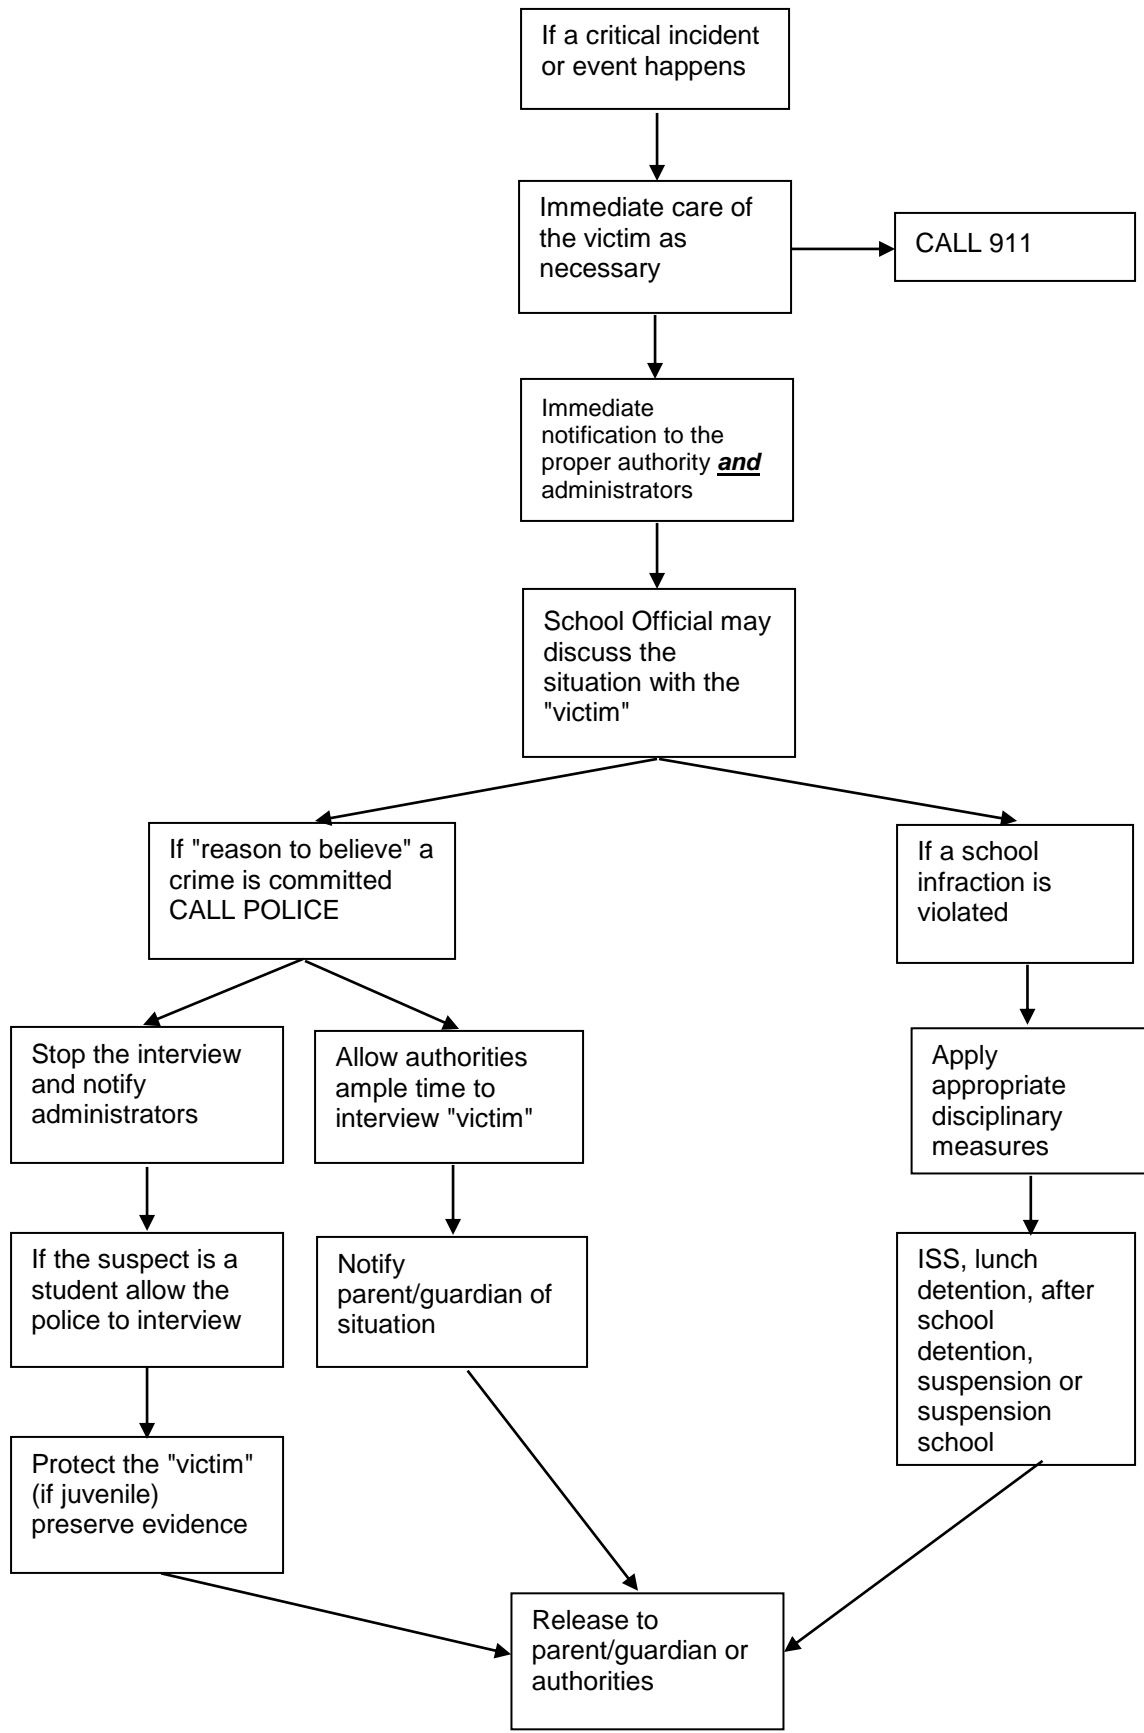 If a critical incident
or event happens
Immediate care of
the victim as
necessary
CALL 911
Immediate
notification to the
proper authority and
administrators
School Official may
discuss the
situation with the
"victim"
If "reason to believe" a
crime is committed
CALL POLICE
If a school
infraction is
violated
Stop the interview
and notify
administrators
Allow authorities
ample time to
interview "victim"
Apply
appropriate
disciplinary
measures
If the suspect is a
student allow the
police to interview
Notify
parent/guardian of
situation
ISS, lunch
detention, after
school
detention,
suspension or
suspension
school
Protect the "victim"
(if juvenile)
preserve evidence
Release to
parent/guardian or
authorities